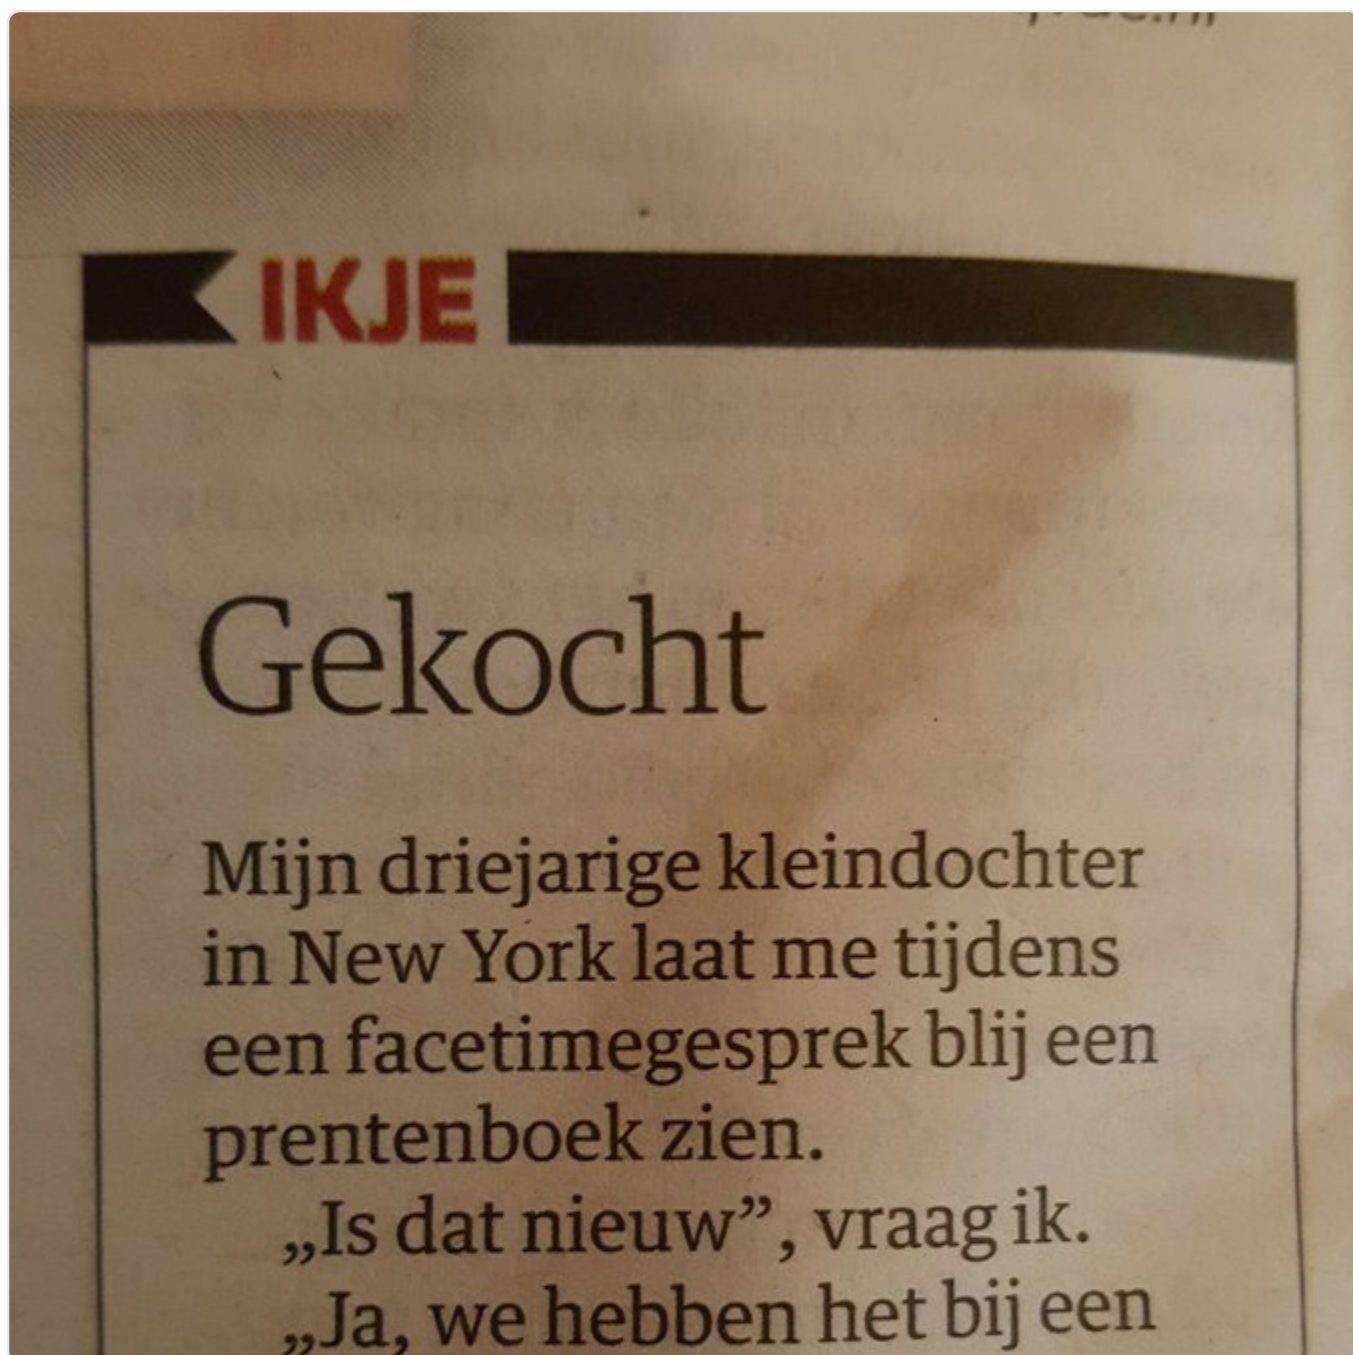 IKJE
Gekocht
Mijn driejarige kleindochter
in New York laat me tijdens
een facetimegesprek blij een
prentenboek zien.
„Is dat nieuw”, vraag ik.
„Ja, we hebben het bij een